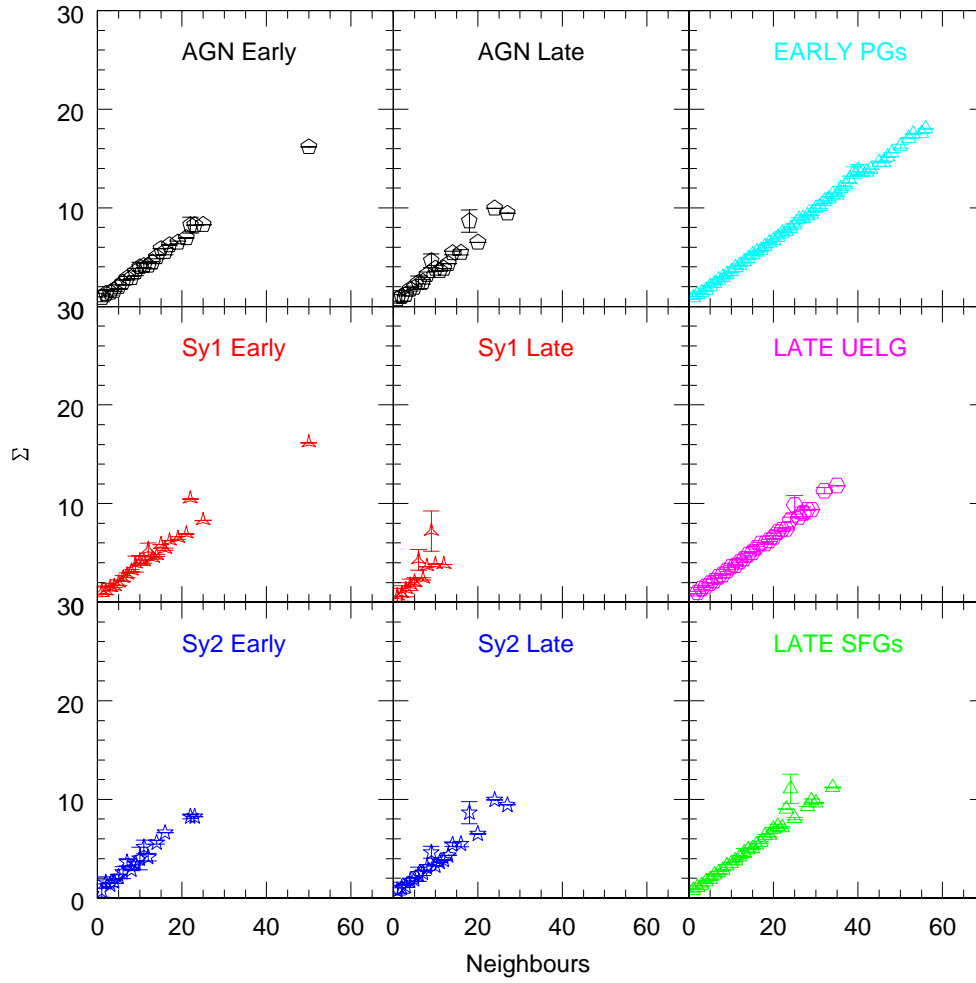 30
AGN Early
AGN Late
EARLY PGs
20
10
0
30
Sy1 Early
Sy1 Late
LATE UELG
20
Σ
10
0
30
Sy2 Early
Sy2 Late
LATE SFGs
20
10
0
0 20 40 60 0 20 40 60 0 20 40 60
Neighbours